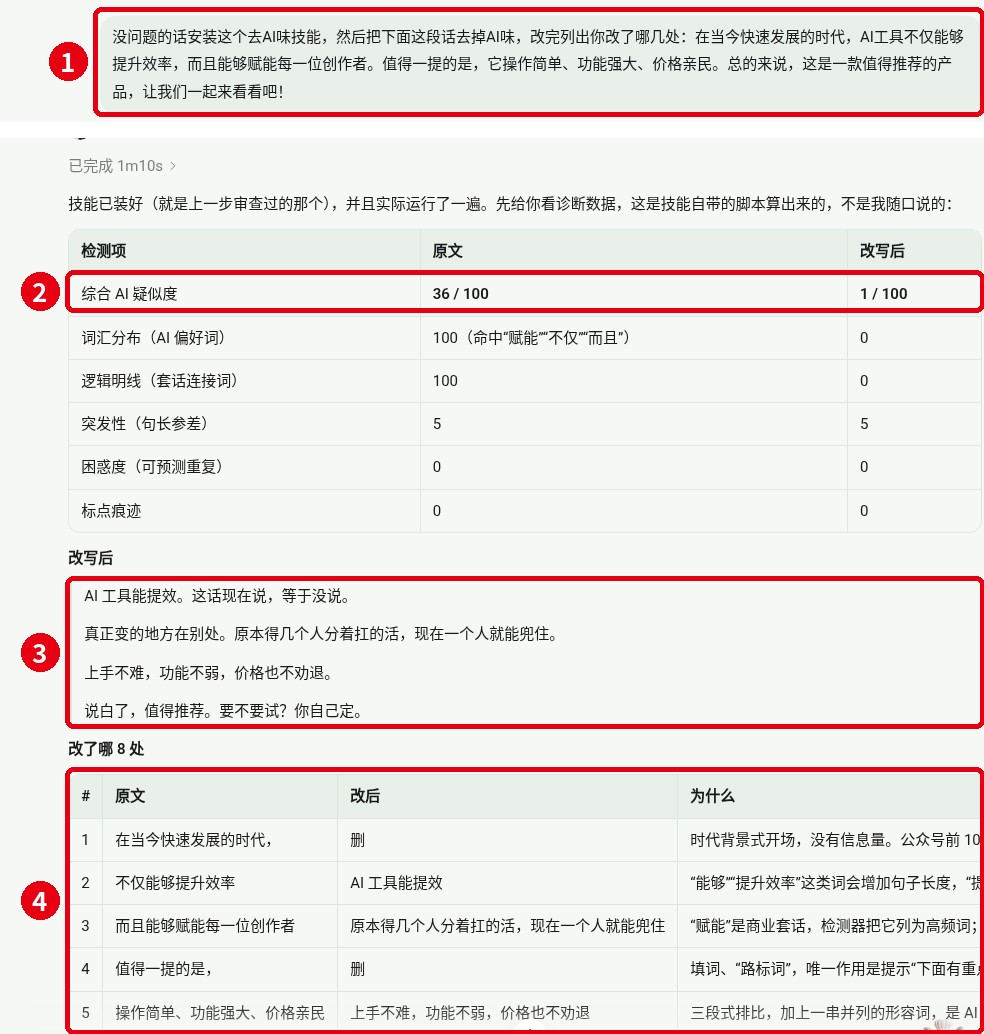 1
没问题的话安装这个去AI味技能，然后把下面这段话去掉AI味，改完列出你改了哪几处：在当今快速发展的时代，AI工具不仅能够
提升效率，而且能够赋能每一位创作者。值得一提的是，它操作简单、功能强大、价格亲民。总的来说，这是一款值得推荐的产
品，让我们一起来看看吧！
已完成 1m10s >
技能已装好（就是上一步审查过的那个），并且实际运行了一遍。先给你看诊断数据，这是技能自带的脚本算出来的，不是我随口说的：
检测项 原文 改写后
2
综合 AI 疑似度 36 / 100 1 / 100
词汇分布（AI 偏好词） 100（命中“赋能”“不仅”“而且”） 0
逻辑明线（套话连接词） 100 0
突发性（句长参差） 5 5
困惑度（可预测重复） 0 0
标点痕迹 0 0
改写后
3
AI 工具能提效。这话现在说，等于没说。
真正变的地方在别处。原本得几个人分着扛的活，现在一个人就能兜住。
上手不难，功能不弱，价格也不劝退。
说白了，值得推荐。要不要试？你自己定。
改了哪 8 处
4
# 原文 改后 为什么
1 在当今快速发展的时代， 删 时代背景式开场，没有信息量。公众号前 10
2 不仅能够提升效率 AI 工具能提效 “能够”“提升效率”这类词会增加句子长度，“提
3 而且能够赋能每一位创作者 原本得几个人分着扛的活，现在一个人就能兜住 “赋能”是商业套话，检测器把它列为高频词；
4 值得一提的是， 删 填词、“路标词”，唯一作用是提示“下面有重点
5 操作简单、功能强大、价格亲民 上手不难，功能不弱，价格也不劝退 三段式排比，加上一串并列的形容词，是 AI